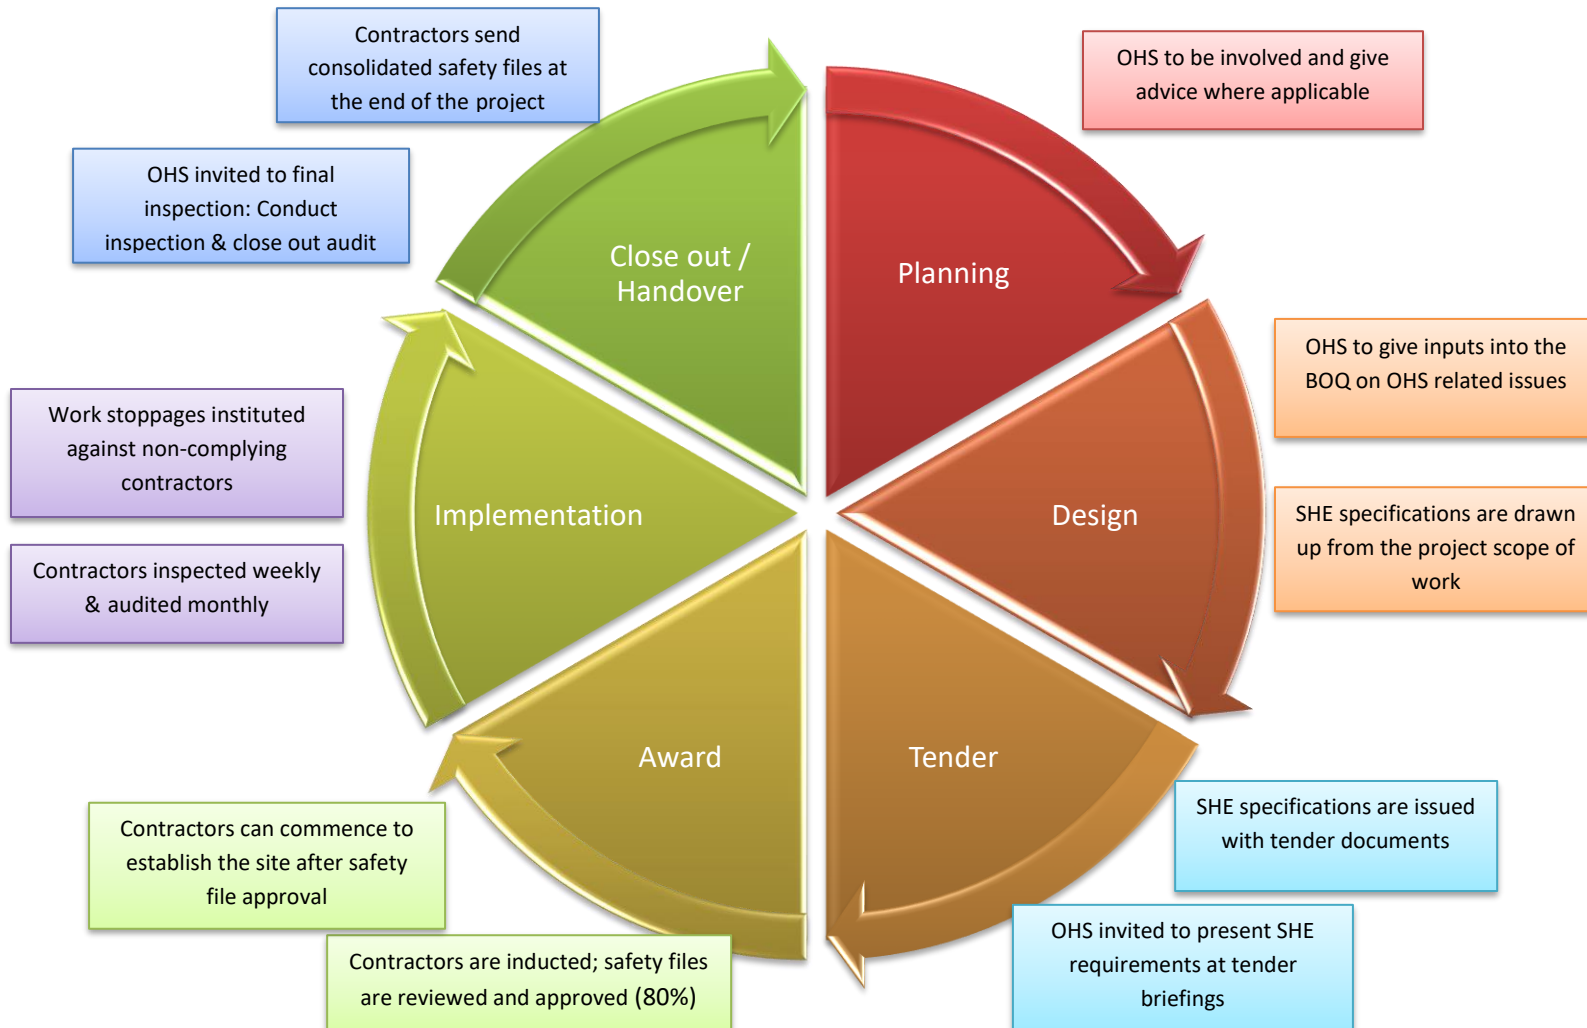 Contractors send
consolidated safety files at
the end of the project
OHS to be involved and give
advice where applicable
OHS invited to final
inspection: Conduct
inspection & close out audit
Close out /
Handover
Planning
OHS to give inputs into the
BOQ on OHS related issues
Work stoppages instituted
against non-complying
contractors
Implementation
Design
SHE specifications are drawn
up from the project scope of
work
Contractors inspected weekly
& audited monthly
Award
Tender
SHE specifications are issued
with tender documents
Contractors can commence to
establish the site after safety
file approval
OHS invited to present SHE
requirements at tender
briefings
Contractors are inducted; safety files
are reviewed and approved (80%)